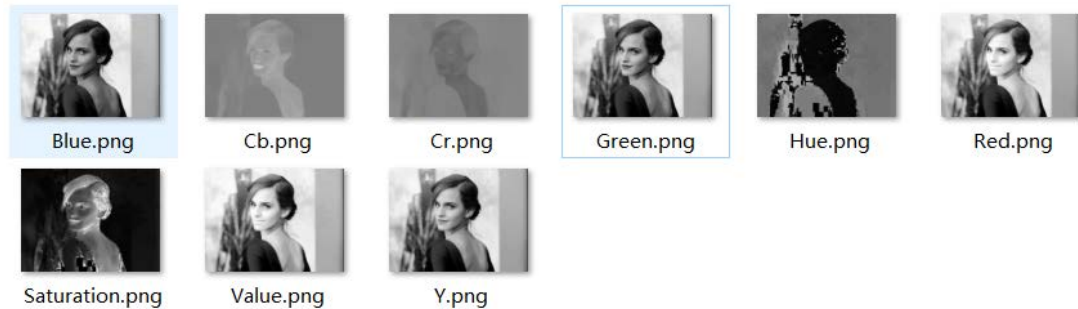 Blue.png
Cb.png
Cr.png
Green.png
Hue.png
Red.png
Saturation.png
Value.png
Y.png